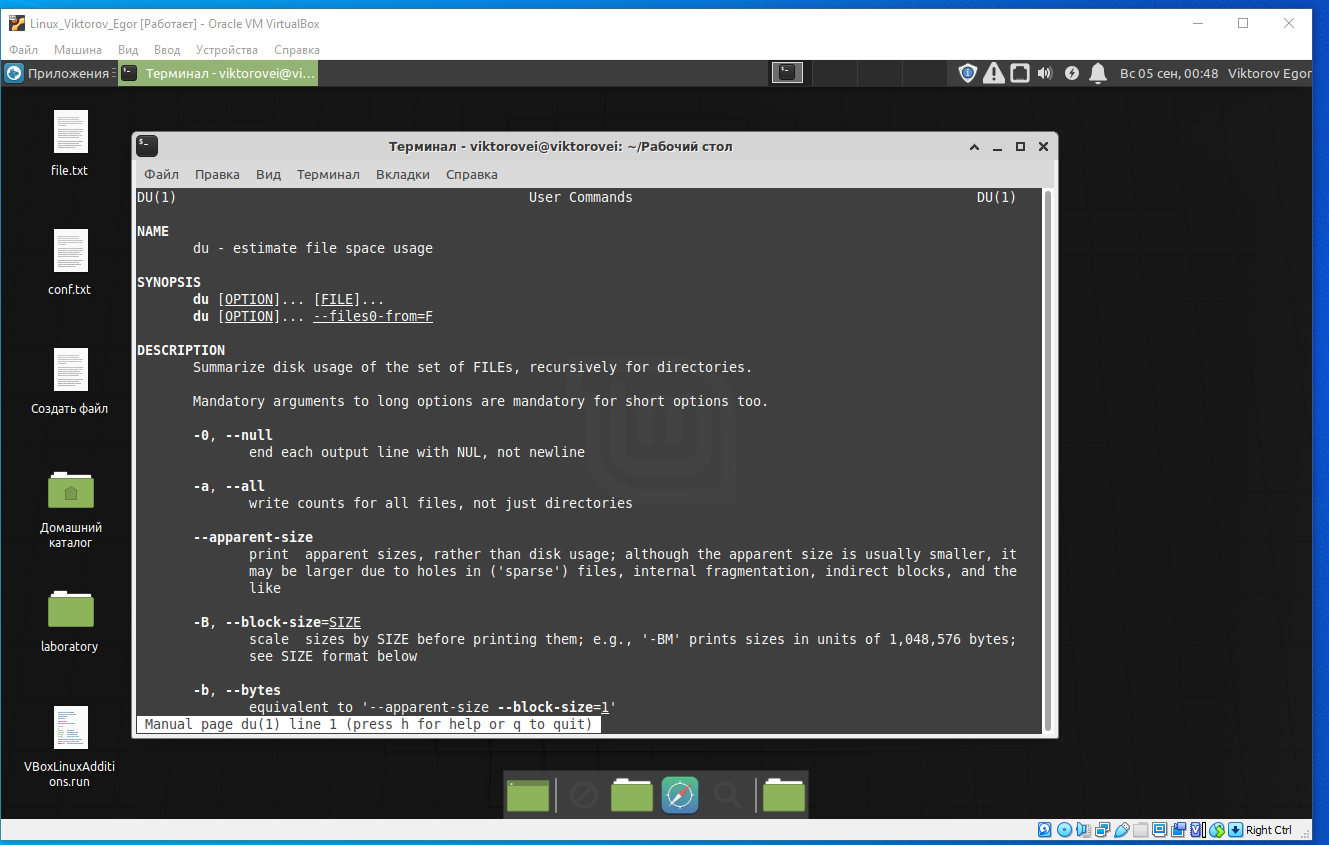 Linux_Viktorov_Egor [Работает] - Oracle VM VirtualBox
Файл Машина Вид Ввод Устройства Справка
Приложения Терминал - viktorovei@vi... Вс 05 сен, 00:48 Viktorov Egor
file.txt
conf.txt
Создать файл
Домашний
каталог
laboratory
VBoxLinuxAdditi
ons.run
Терминал - viktorovei@viktorovei: ~/Рабочий стол
Файл Правка Вид Терминал Вкладки Справка
DU(1) User Commands DU(1)
NAME
du - estimate file space usage
SYNOPSIS
du [OPTION]... [FILE]...
du [OPTION]... --files0-from=F
DESCRIPTION
Summarize disk usage of the set of FILEs, recursively for directories.
Mandatory arguments to long options are mandatory for short options too.
-0, --null
end each output line with NUL, not newline
-a, --all
write counts for all files, not just directories
--apparent-size
print apparent sizes, rather than disk usage; although the apparent size is usually smaller, it
may be larger due to holes in ('sparse') files, internal fragmentation, indirect blocks, and the
like
-B, --block-size=SIZE
scale sizes by SIZE before printing them; e.g., '-BM' prints sizes in units of 1,048,576 bytes;
see SIZE format below
-b, --bytes
equivalent to '--apparent-size --block-size=1'
Manual page du(1) line 1 (press h for help or q to quit)
Right Ctrl